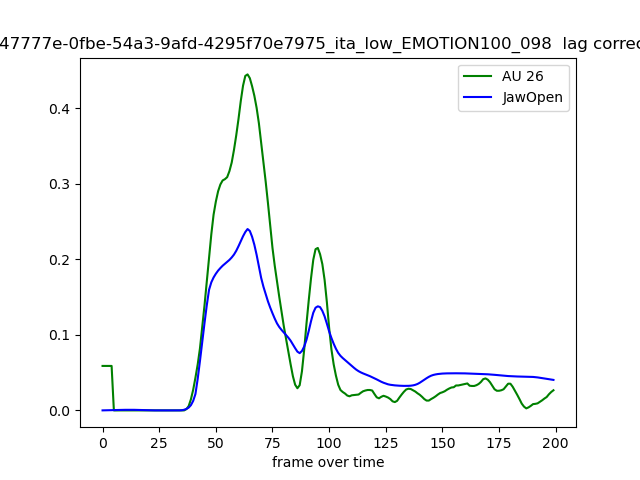 47777e-0fbe-54a3-9afd-4295f70e7975_ita_low_EMOTION100_098 lag correc
AU 26
JawOpen
0.4
0.3
0.2
0.1
0.0
0 25 50 75 100 125 150 175 200
frame over time